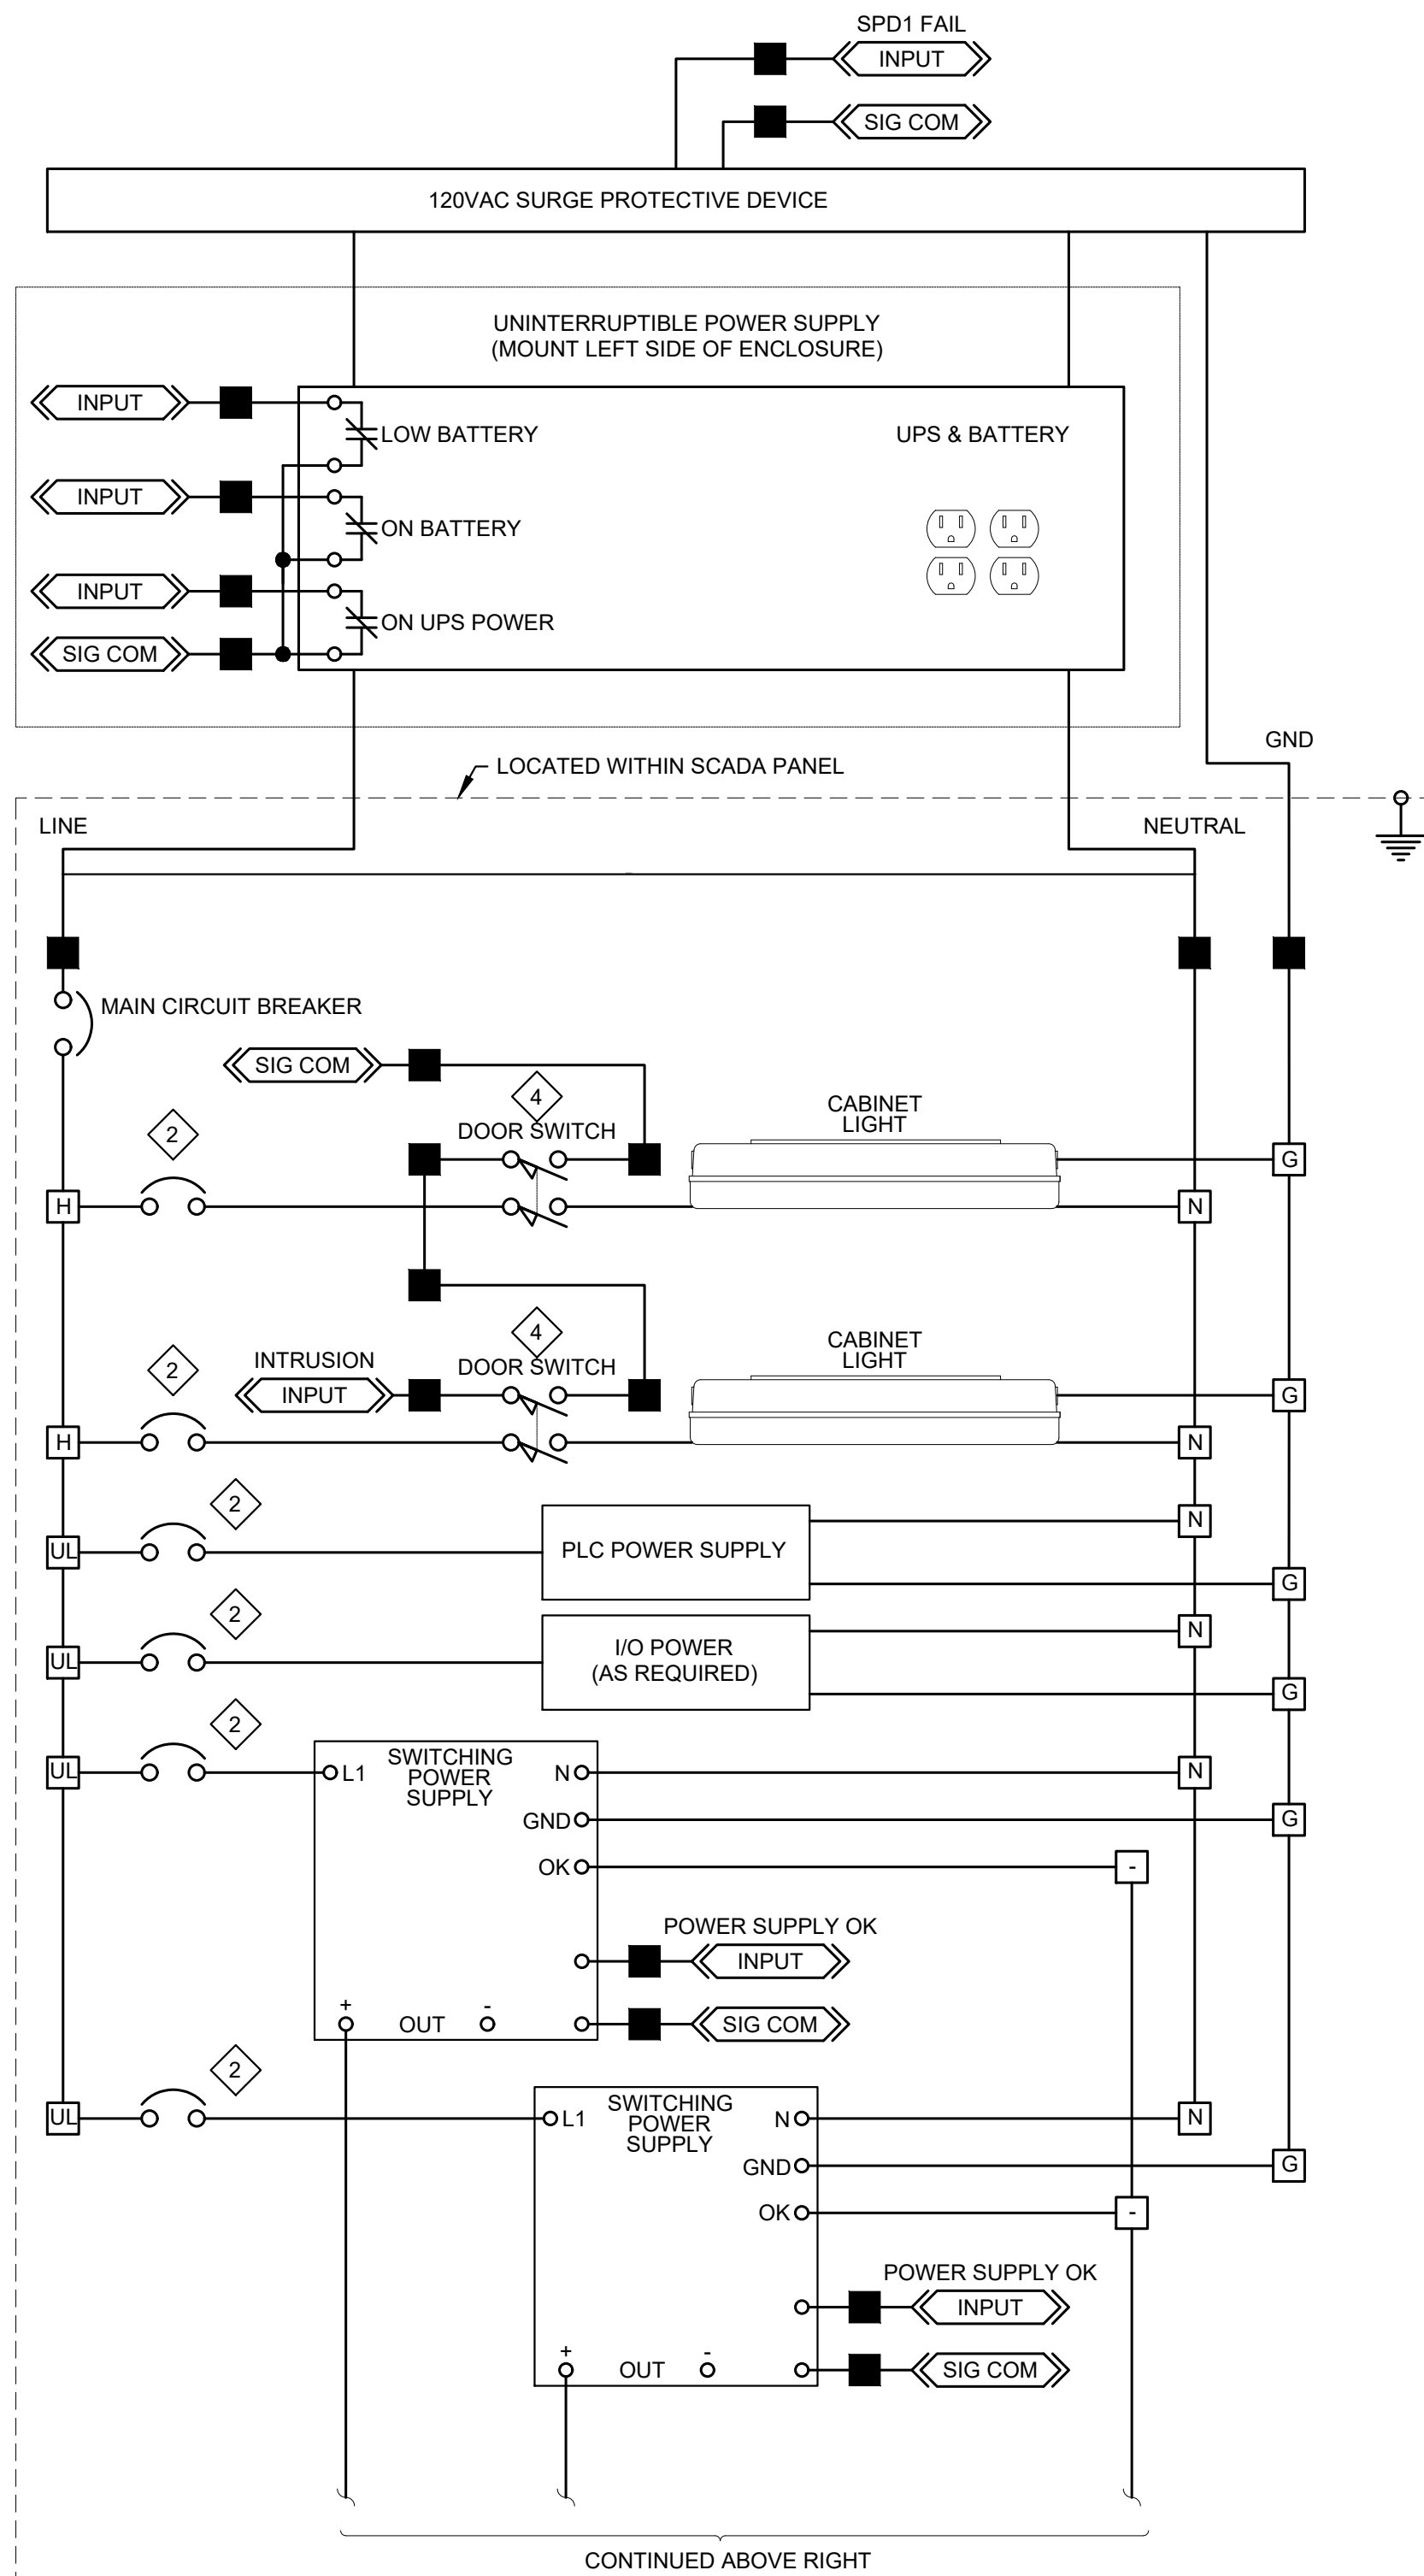 SPD1 FAIL
INPUT
SIG COM
120VAC SURGE PROTECTIVE DEVICE
UNINTERRUPTIBLE POWER SUPPLY
(MOUNT LEFT SIDE OF ENCLOSURE)
INPUT
LOW BATTERY
UPS & BATTERY
INPUT
ON BATTERY
INPUT
ON UPS POWER
SIG COM
GND
LOCATED WITHIN SCADA PANEL
LINE
NEUTRAL
MAIN CIRCUIT BREAKER
SIG COM
4
CABINET
LIGHT
2
DOOR SWITCH
G
H
N
4
CABINET
LIGHT
INTRUSION
2
DOOR SWITCH
INPUT
G
H
N
2
N
UL
PLC POWER SUPPLY
G
2
N
I/O POWER
(AS REQUIRED)
UL
G
2
SWITCHING
POWER
SUPPLY
UL
L1
N
N
GND
G
OK
-
POWER SUPPLY OK
INPUT
+
OUT
-
SIG COM
2
SWITCHING
POWER
SUPPLY
UL
L1
N
N
GND
G
OK
-
POWER SUPPLY OK
INPUT
+
OUT
-
SIG COM
CONTINUED ABOVE RIGHT